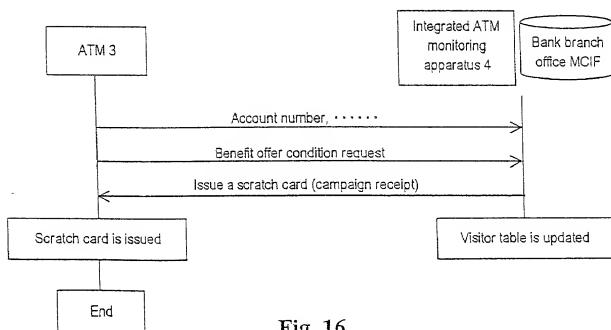 ATM 3
Integrated ATM
monitoring
apparatus 4
Bank branch
office MCIF
Account number, ······
Benefit offer condition request
Issue a scratch card (campaign receipt)
Scratch card is issued
Visitor table is updated
End
Fig. 16